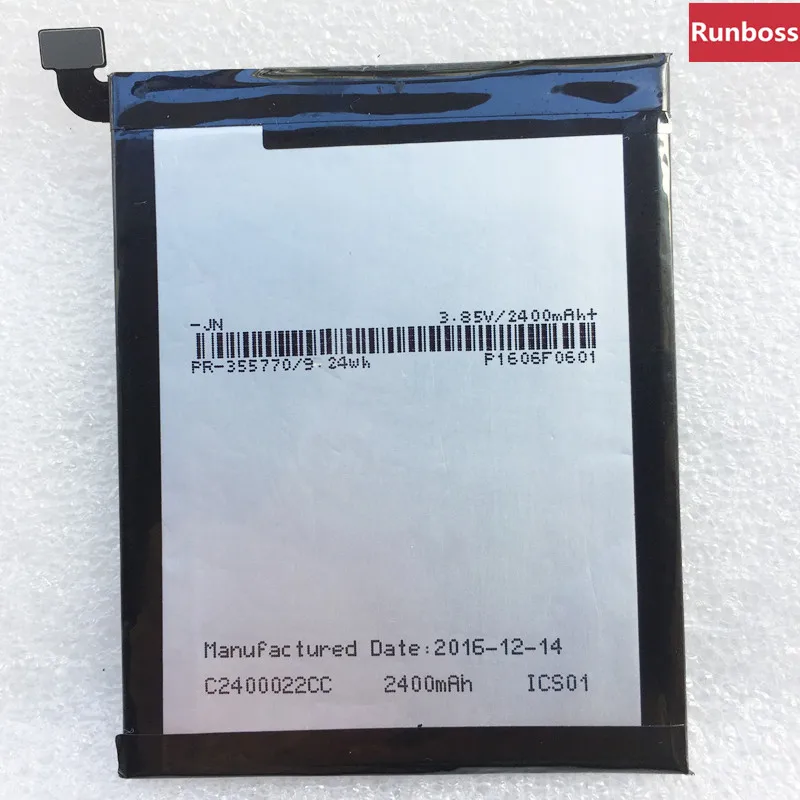 Runboss
-JN 3.85V/2400mAh+
PR-355770/9.24wh P1606F0601
Manufactured Date:2016-12-14
C2400022CC 2400mAh ICS01